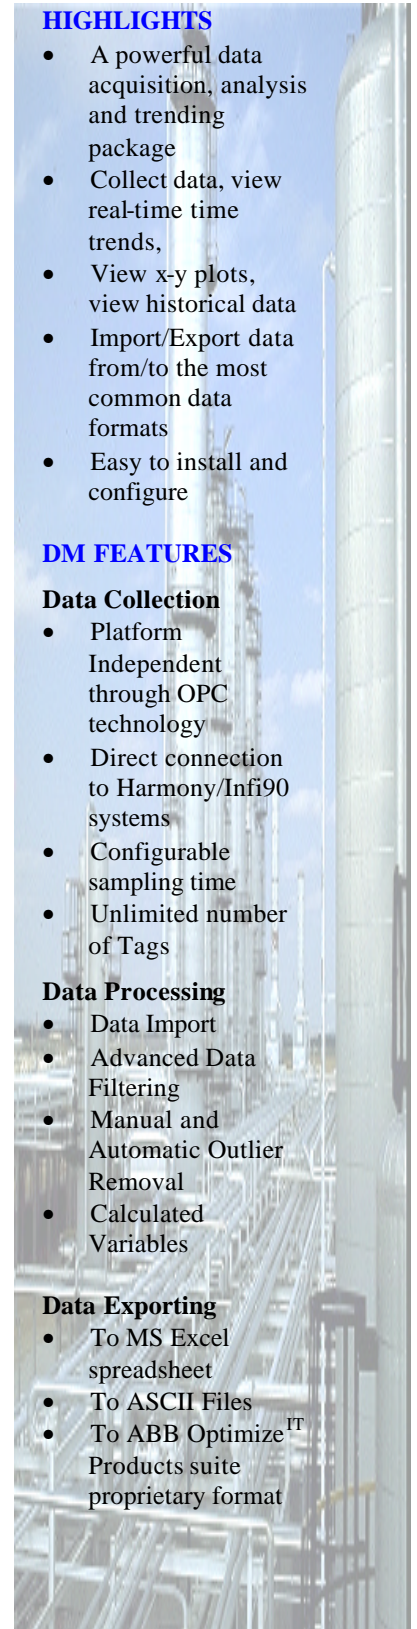 HIGHLIGHTS
• A powerful data
acquisition, analysis
and trending
package
• Collect data, view
real-time time
trends,
• View x-y plots,
view historical data
• Import/Export data
from/to the most
common data
formats
• Easy to install and
configure
DM FEATURES
Data Collection
• Platform
Independent
through OPC
technology
• Direct connection
to Harmony/Infi90
systems
• Configurable
sampling time
• Unlimited number
of Tags
Data Processing
• Data Import
• Advanced Data
Filtering
• Manual and
Automatic Outlier
Removal
• Calculated
Variables
Data Exporting
• To MS Excel
spreadsheet
• To ASCII Files
• To ABB Optimize^IT
Products suite
proprietary format